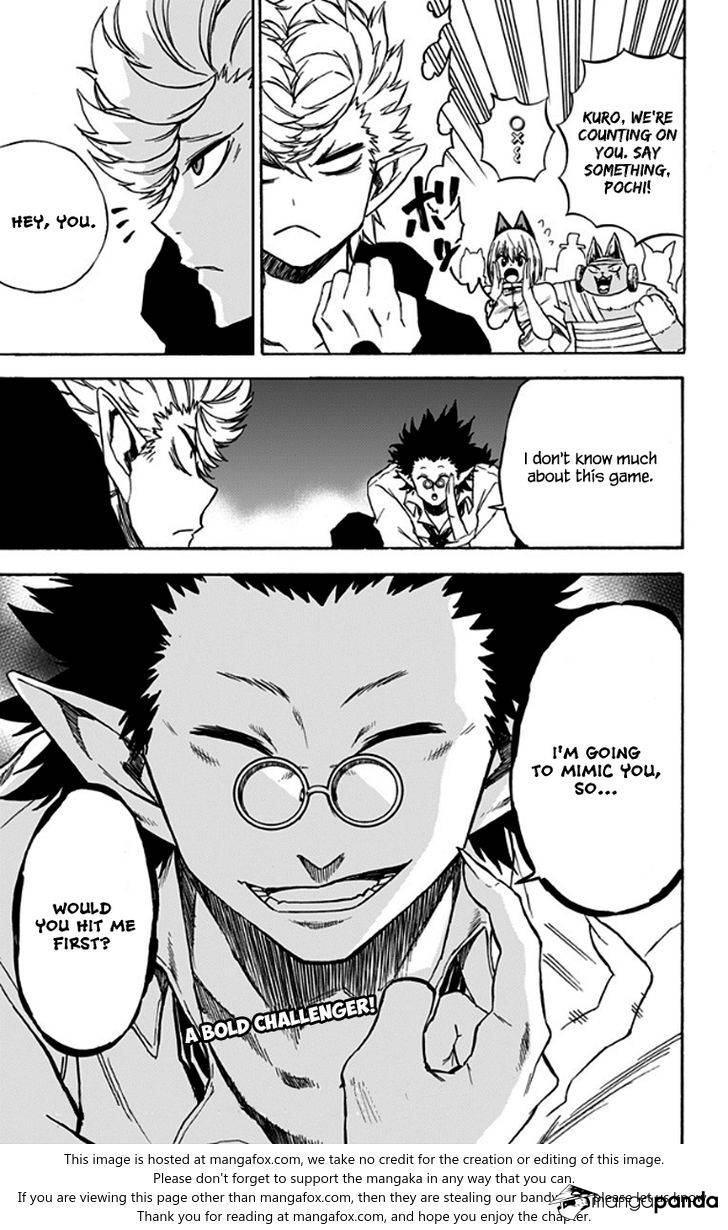 KURO, WE'RE
COUNTING ON
YOU. SAY
SOMETHING,
POCHI!
ボソッ
HEY, YOU.
I don't know much
about this game.
I'M GOING
TO MIMIC YOU,
SO...
WOULD
YOU HIT ME
FIRST?
A BOLD CHALLENGER!
This image is hosted at mangafox.com, we take no credit for the creation or editing of this image.
Please don't forget to support the mangaka in any way that you can.
If you are viewing this page other than mangafox.com, then they are stealing our please let us know
Thank you for reading at mangafox.com, and hope you enjoy the
mangapanda